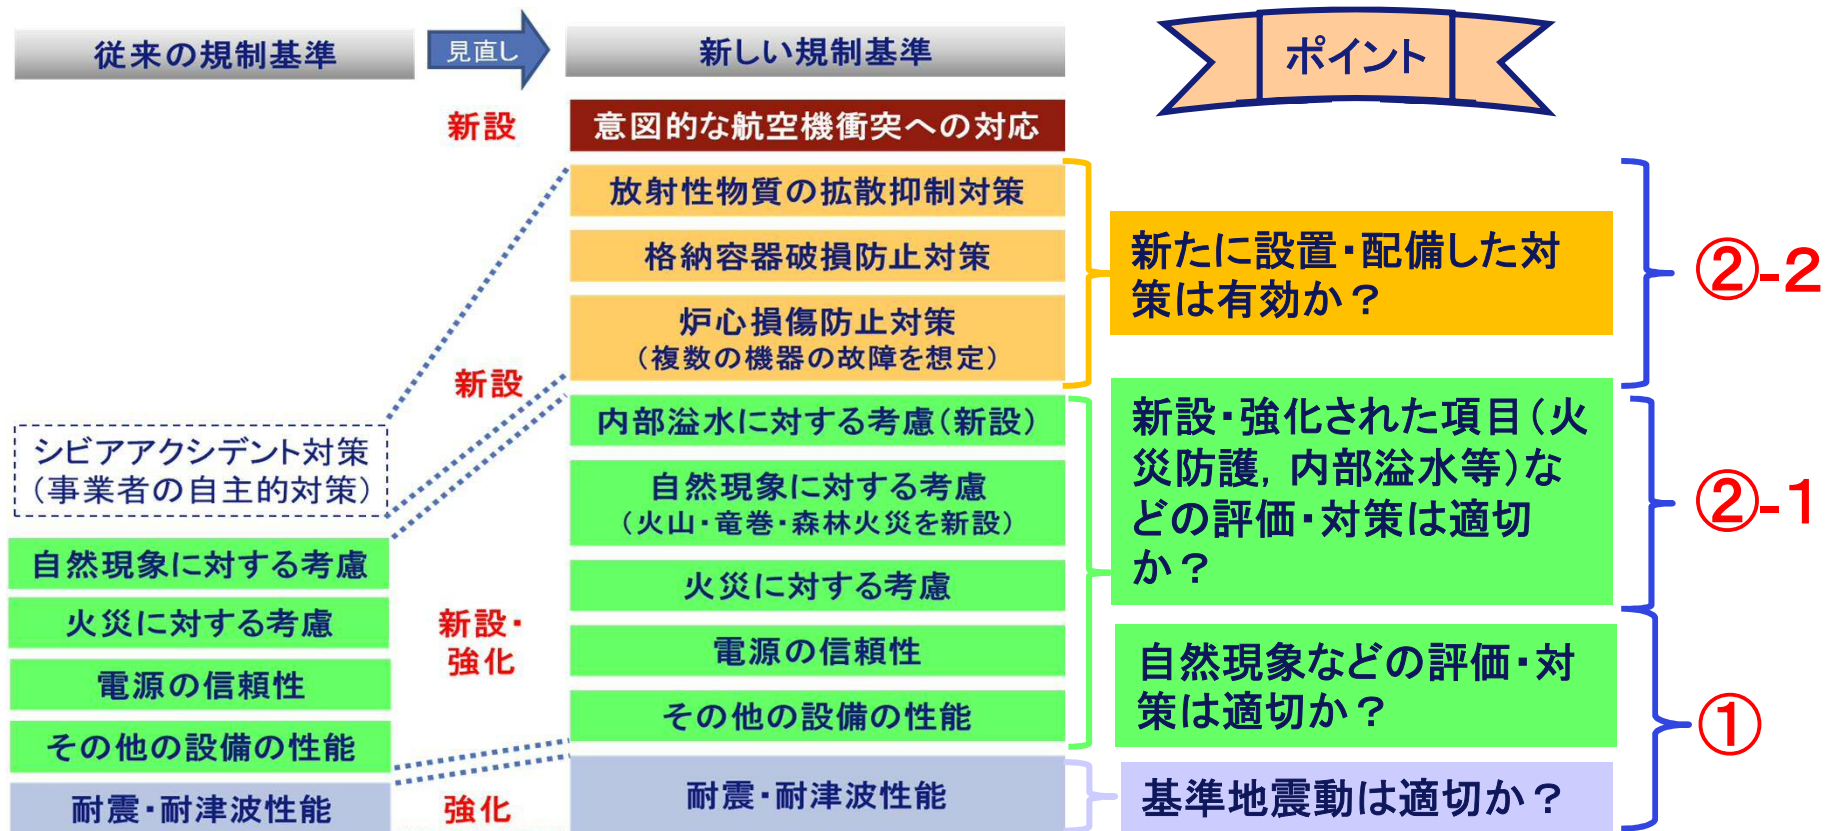 従来の規制基準
見直し
新しい規制基準
ポイント
新設
意図的な航空機衝突への対応
放射性物質の拡散抑制対策
格納容器破損防止対策
炉心損傷防止対策
（複数の機器の故障を想定）
新たに設置・配備した対
策は有効か？
②-2
新設
シビアアクシデント対策
（事業者の自主的対策）
内部溢水に対する考慮（新設）
自然現象に対する考慮
（火山・竜巻・森林火災を新設）
火災に対する考慮
電源の信頼性
その他の設備の性能
新設・強化された項目（火
災防護，内部溢水等）な
どの評価・対策は適切
か？
②-1
自然現象に対する考慮
火災に対する考慮
電源の信頼性
その他の設備の性能
新設・
強化
自然現象などの評価・対
策は適切か？
①
耐震・耐津波性能
強化
耐震・耐津波性能
基準地震動は適切か？